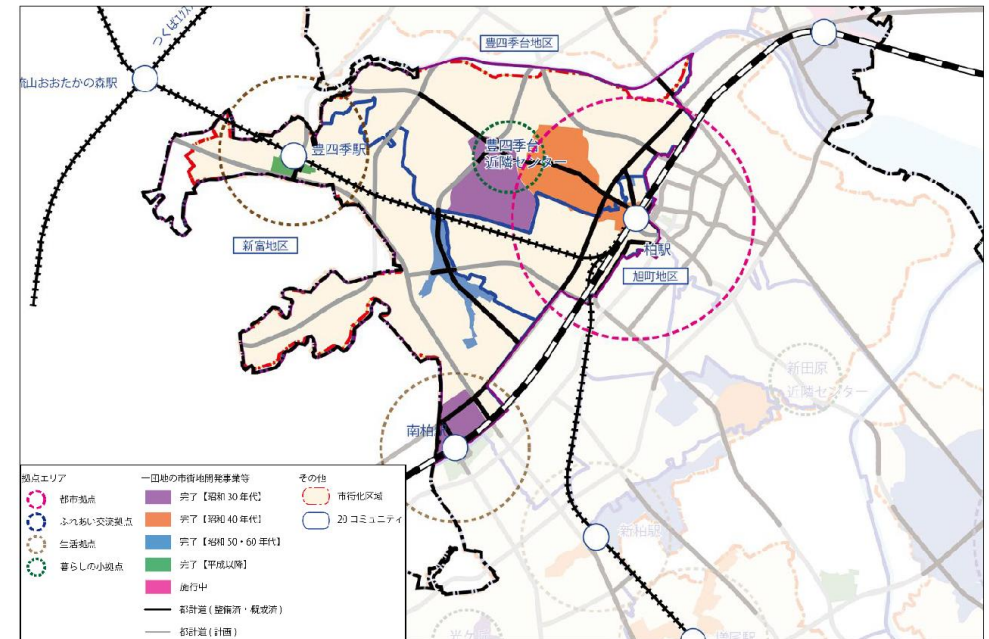 つくばエクスプ
豊四季台地区
流山おおたかの森駅
豊四季駅
豊四季台
近隣センター
新富地区
柏駅
旭町地区
新田原
近隣センター
南柏駅
新柏駅
増尾駅
拠点エリア
都市拠点
ふれあい交流拠点
生活拠点
暮らしの小拠点
一団地の市街地開発事業等
完了【昭和30年代】
完了【昭和40年代】
完了【昭和50・60年代】
完了【平成以降】
施行中
都計道(整備済・概成済)
都計道(計画)
その他
市街化区域
20コミュニティ